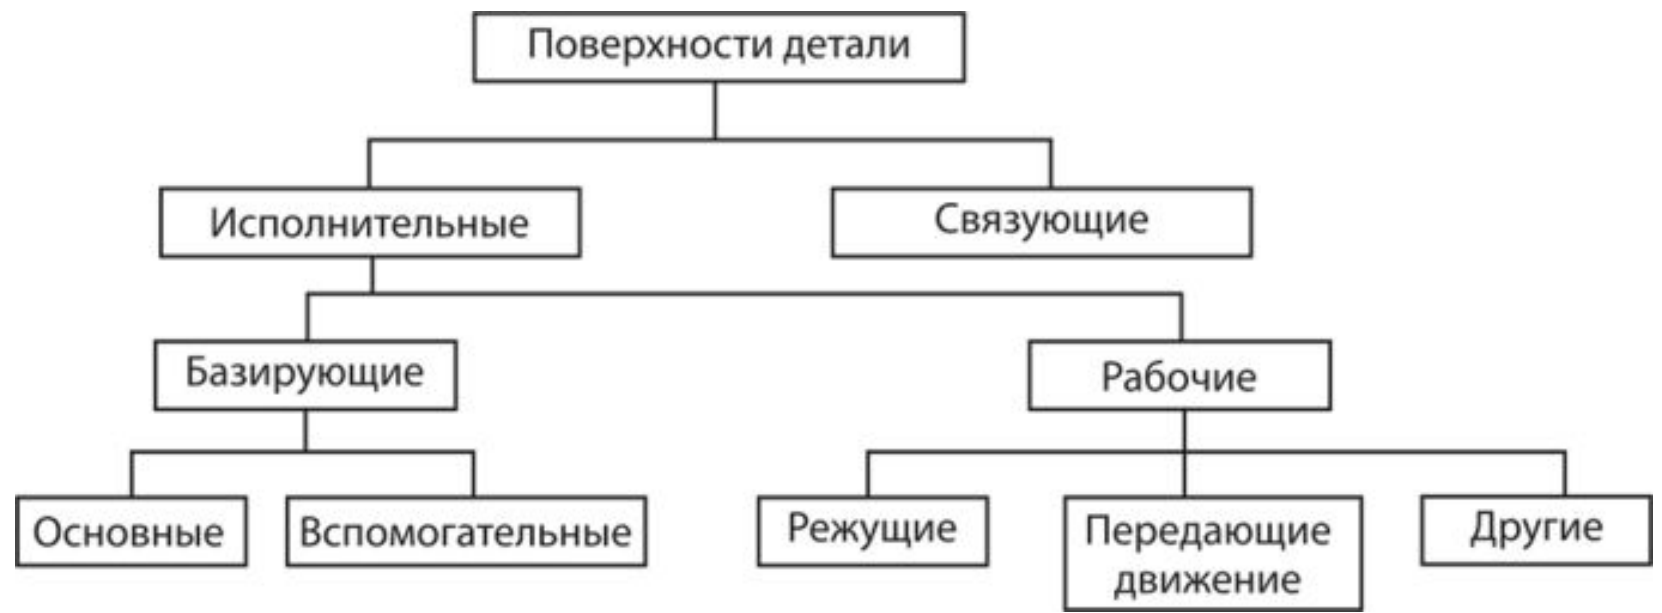 Поверхности детали
Исполнительные
Связующие
Базирующие
Рабочие
Основные
Вспомогательные
Режущие
Передающие
движение
Другие